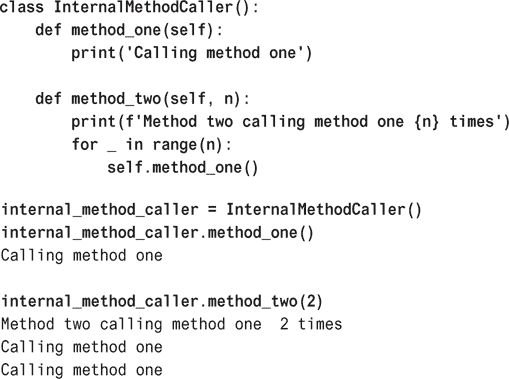 class InternalMethodCaller():
    def method_one(self):
        print('Calling method one')

    def method_two(self, n):
        print(f'Method two calling method one {n} times')
        for _ in range(n):
            self.method_one()

internal_method_caller = InternalMethodCaller()
internal_method_caller.method_one()
Calling method one

internal_method_caller.method_two(2)
Method two calling method one  2 times
Calling method one
Calling method one